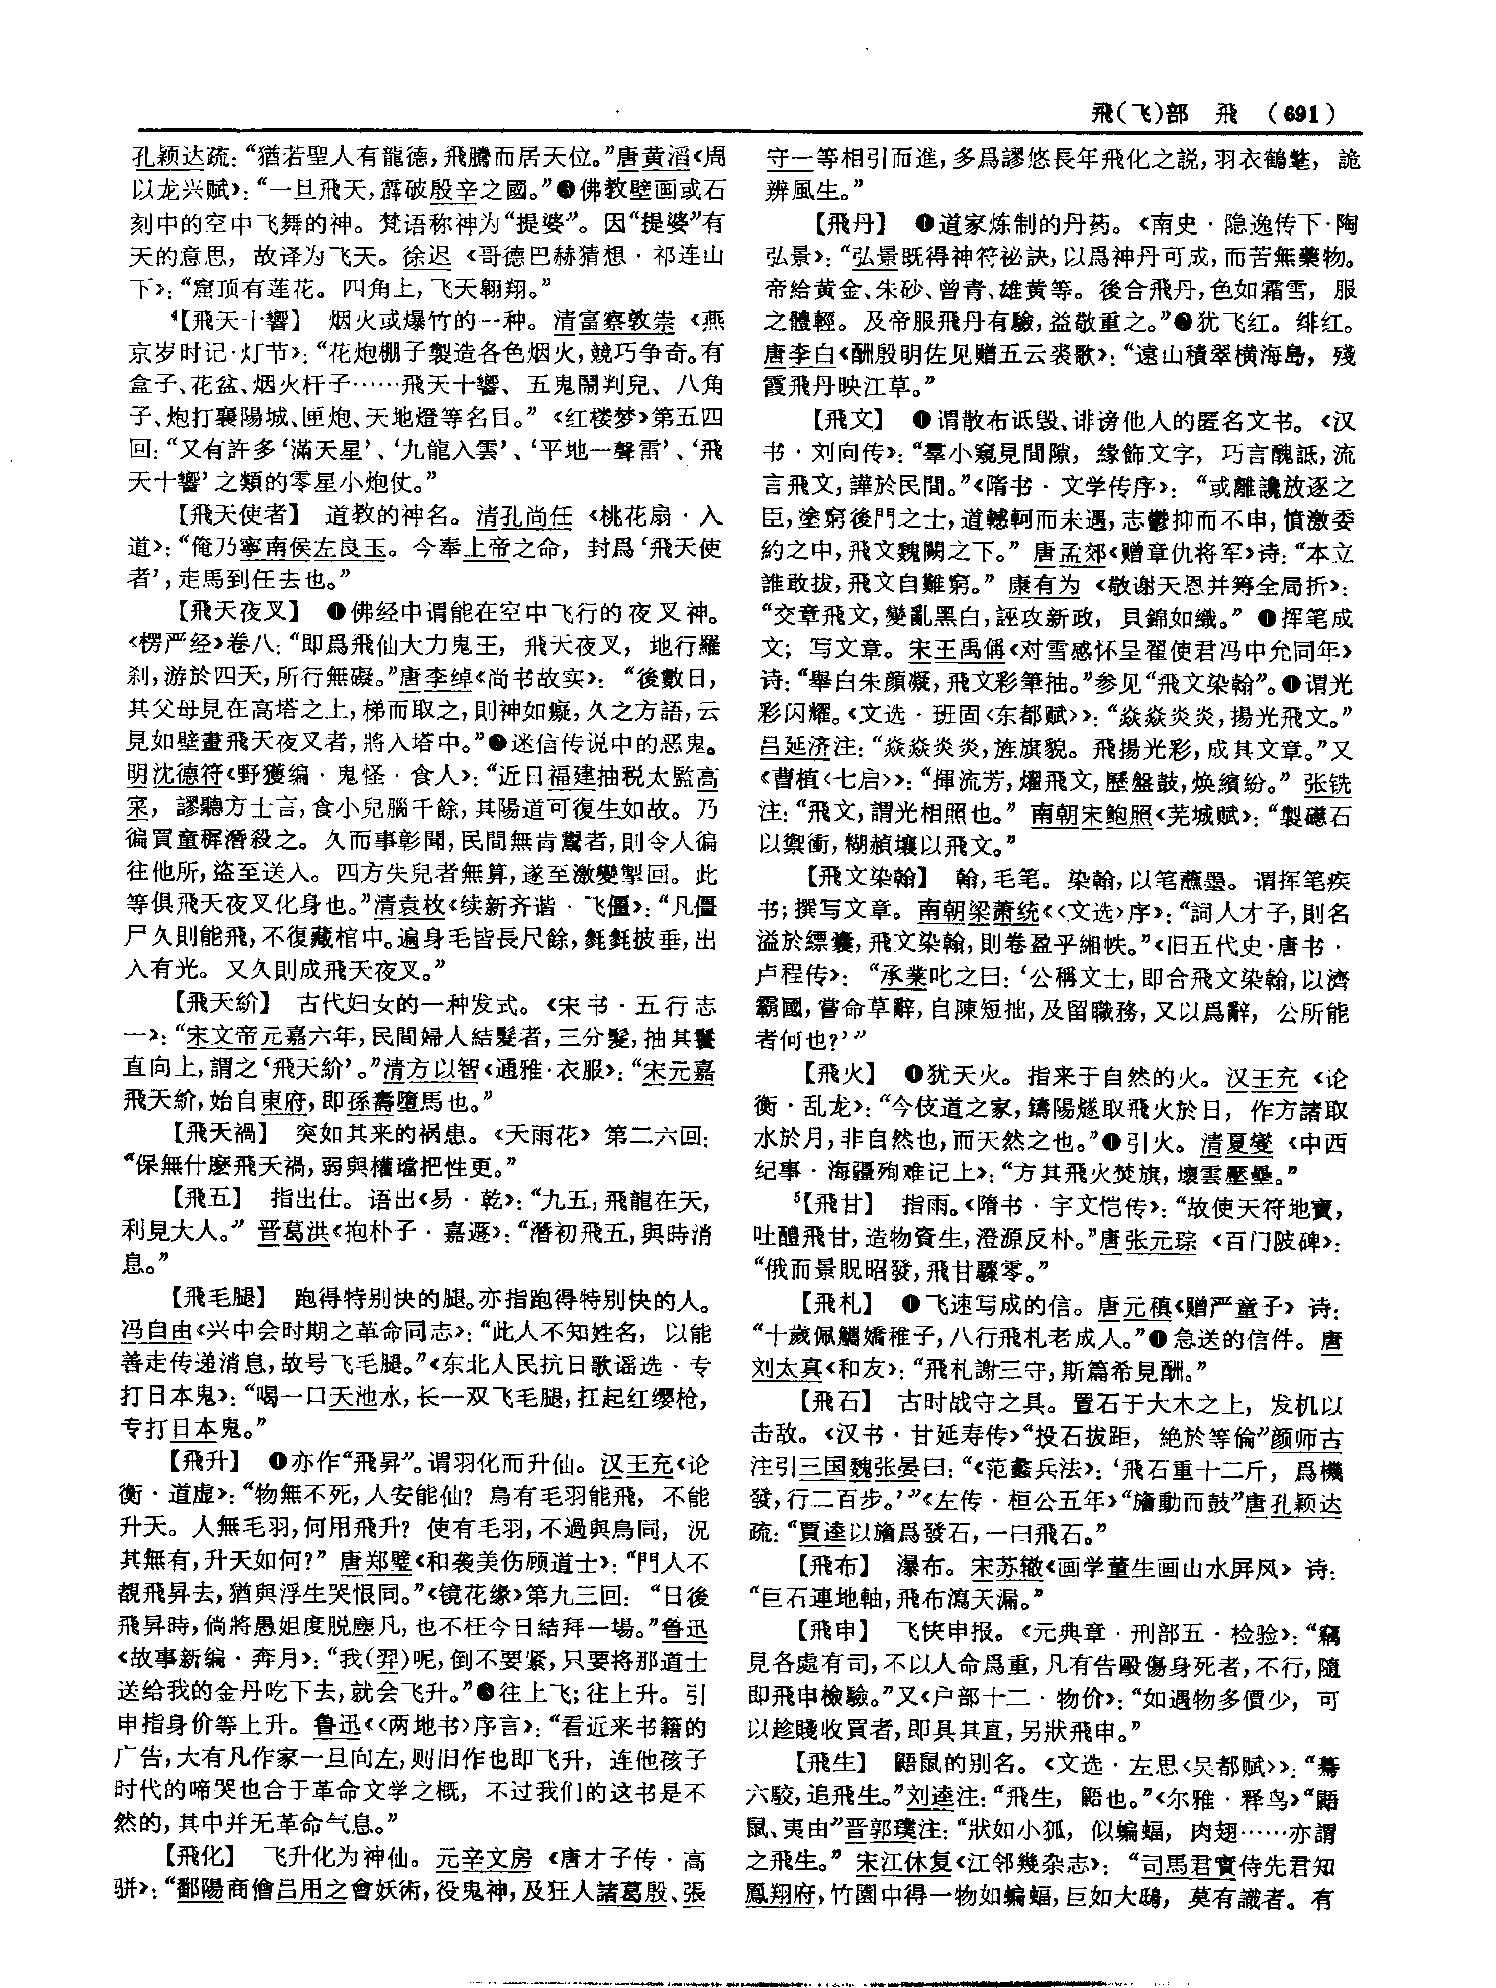 飛(飞)部　飛　(691)
孔颖达疏：“猶若聖人有龍德，飛騰而居天位。”唐黄滔《周
以龙兴赋》：“一旦飛天，霹破殷辛之國。”❸佛教壁画或石
刻中的空中飞舞的神。梵语称神为“提婆”。因“提婆”有
天的意思，故译为飞天。徐迟《哥德巴赫猜想·祁连山
下》：“窟顶有莲花。四角上，飞天翱翔。”
4【飛天十響】　烟火或爆竹的一种。清富察敦崇《燕
京岁时记·灯节》：“花炮棚子製造各色烟火，競巧争奇。有
盒子、花盆、烟火杆子……飛天十響、五鬼鬧判兒、八角
子、炮打襄陽城、匣炮、天地燈等名目。”《红楼梦》第五四
回：“又有許多‘滿天星’、‘九龍入雲’、‘平地一聲雷’、‘飛
天十響’之類的零星小炮仗。”
【飛天使者】　道教的神名。清孔尚任《桃花扇·入
道》：“俺乃寧南侯左良玉。今奉上帝之命，封爲‘飛天使
者’，走馬到任去也。”
【飛天夜叉】　❶佛经中谓能在空中飞行的夜叉神。
《楞严经》卷八：“即爲飛仙大力鬼王，飛天夜叉，地行羅
刹，游於四天，所行無礙。”唐李绰《尚书故实》：“後數日，
其父母見在高塔之上，梯而取之，則神如癡，久之方語，云
見如壁畫飛天夜叉者，將入塔中。”❷迷信传说中的恶鬼。
明沈德符《野獲编·鬼怪·食人》：“近日福建抽税太監高
寀，謬聽方士言，食小兒腦千餘，其陽道可復生如故。乃
徧買童穉潛殺之。久而事彰聞，民間無肯鬻者，則令人徧
往他所，盜至送入。四方失兒者無算，遂至激變掣回。此
等俱飛天夜叉化身也。”清袁枚《续新齐谐·飞僵》：“凡僵
尸久則能飛，不復藏棺中。遍身毛皆長尺餘，毿毿披垂，出
入有光。又久則成飛天夜叉。”
【飛天紒】　古代妇女的一种发式。《宋书·五行志
一》：“宋文帝元嘉六年，民間婦人結髮者，三分髮，抽其鬟
直向上，謂之‘飛天紒’。”清方以智《通雅·衣服》：“宋元嘉
飛天紒，始自東府，即孫壽墮馬也。”
【飛天禍】　突如其来的祸患。《天雨花》第二六回：
“保無什麽飛天禍，弱與權璫把性更。”
【飛五】　指出仕。语出《易·乾》：“九五，飛龍在天，
利見大人。”晋葛洪《抱朴子·嘉遯》：“潛初飛五，與時消
息。”
【飛毛腿】　跑得特别快的腿。亦指跑得特别快的人。
冯自由《兴中会时期之革命同志》：“此人不知姓名，以能
善走传递消息，故号飞毛腿。”《东北人民抗日歌谣选·专
打日本鬼》：“喝一口天池水，长一双飞毛腿，扛起红缨枪，
专打日本鬼。”
【飛升】　❶亦作“飛昇”。谓羽化而升仙。汉王充《论
衡·道虚》：“物無不死，人安能仙？鳥有毛羽能飛，不能
升天。人無毛羽，何用飛升？使有毛羽，不過與鳥同，況
其無有，升天如何？”唐郑璧《和袭美伤顾道士》：“門人不
覩飛昇去，猶與浮生哭恨同。”《镜花缘》第九三回：“日後
飛昇時，倘將愚姐度脱塵凡，也不枉今日結拜一場。”鲁迅
《故事新编·奔月》：“我(羿)呢，倒不要紧，只要将那道士
送给我的金丹吃下去，就会飞升。”❷往上飞；往上升。引
申指身价等上升。鲁迅《〈两地书〉序言》：“看近来书籍的
广告，大有凡作家一旦向左，则旧作也即飞升，连他孩子
时代的啼哭也合于革命文学之概，不过我们的这书是不
然的，其中并无革命气息。”
【飛化】　飞升化为神仙。元辛文房《唐才子传·高
骈》：“鄱陽商儈吕用之會妖術，役鬼神，及狂人諸葛殷、張
守一等相引而進，多爲謬悠長年飛化之説，羽衣鶴氅，詭
辨風生。”
【飛丹】　❶道家炼制的丹药。《南史·隐逸传下·陶
弘景》：“弘景既得神符祕訣，以爲神丹可成，而苦無藥物。
帝給黄金、朱砂、曾青、雄黄等。後合飛丹，色如霜雪，服
之體輕。及帝服飛丹有驗，益敬重之。”❷犹飞红。绯红。
唐李白《酬殷明佐见赠五云裘歌》：“遠山積翠横海島，殘
霞飛丹映江草。”
【飛文】　❶谓散布诋毁、诽谤他人的匿名文书。《汉
书·刘向传》：“羣小窺見間隙，緣飾文字，巧言醜詆，流
言飛文，譁於民間。”《隋书·文学传序》：“或離讒放逐之
臣，塗窮後門之士，道轗軻而未遇，志鬱抑而不申，憤激委
約之中，飛文魏闕之下。”唐孟郊《赠章仇将军》诗：“本立
誰敢拔，飛文自難窮。”康有为《敬谢天恩并筹全局折》：
“交章飛文，變亂黑白，誣攻新政，貝錦如織。”❶挥笔成
文；写文章。宋王禹偁《对雪感怀呈翟使君冯中允同年》
诗：“舉白朱顔凝，飛文彩筆抽。”参见“飛文染翰”。❶谓光
彩闪耀。《文选·班固〈东都赋〉》：“焱焱炎炎，揚光飛文。”
吕延济注：“焱焱炎炎，旌旗貌。飛揚光彩，成其文章。”又
《曹植〈七启〉》：“揮流芳，燿飛文，歷盤鼓，焕繽紛。”张铣
注：“飛文，謂光相照也。”南朝宋鲍照《芜城赋》：“製磁石
以禦衝，糊赬壤以飛文。”
【飛文染翰】　翰，毛笔。染翰，以笔蘸墨。谓挥笔疾
书；撰写文章。南朝梁萧统《〈文选〉序》：“詞人才子，則名
溢於縹囊，飛文染翰，則卷盈乎緗帙。”《旧五代史·唐书·
卢程传》：“承業叱之曰：‘公稱文士，即合飛文染翰，以濟
霸國，嘗命草辭，自陳短拙，及留職務，又以爲辭，公所能
者何也？’”
【飛火】　❶犹天火。指来于自然的火。汉王充《论
衡·乱龙》：“今伎道之家，鑄陽燧取飛火於日，作方諸取
水於月，非自然也，而天然之也。”❶引火。清夏燮《中西
纪事·海疆殉难记上》：“方其飛火焚旗，壞雲壓壘。”
5【飛甘】　指雨。《隋书·宇文恺传》：“故使天符地寶，
吐醴飛甘，造物資生，澄源反朴。”唐张元琮《百门陂碑》：
“俄而景貺昭發，飛甘驟零。”
【飛札】　❶飞速写成的信。唐元稹《赠严童子》诗：
“十歲佩觿嬌稚子，八行飛札老成人。”❶急送的信件。唐
刘太真《和友》：“飛札謝三守，斯篇希見酬。”
【飛石】　古时战守之具。置石于大木之上，发机以
击敌。《汉书·甘延寿传》“投石拔距，絶於等倫”颜师古
注引三国魏张晏曰：“《范蠡兵法》：‘飛石重十二斤，爲機
發，行二百步。’”《左传·桓公五年》“旝動而鼓”唐孔颖达
疏：“賈逵以旝爲發石，一曰飛石。”
【飛布】　瀑布。宋苏辙《画学董生画山水屏风》诗：
“巨石連地軸，飛布瀉天漏。”
【飛申】　飞快申报。《元典章·刑部五·检验》：“竊
見各處有司，不以人命爲重，凡有告毆傷身死者，不行，隨
即飛申檢驗。”又《户部十二·物价》：“如遇物多價少，可
以趁賤收買者，即具其直，另狀飛申。”
【飛生】　鼯鼠的别名。《文选·左思〈吴都赋〉》：“驀
六駮，追飛生。”刘逵注：“飛生，鼯也。”《尔雅·释鸟》“鼯
鼠、夷由”晋郭璞注：“狀如小狐，似蝙蝠，肉翅……亦謂
之飛生。”宋江休复《江邻幾杂志》：“司馬君實侍先君知
鳳翔府，竹園中得一物如蝙蝠，巨如大鴟，莫有識者。有